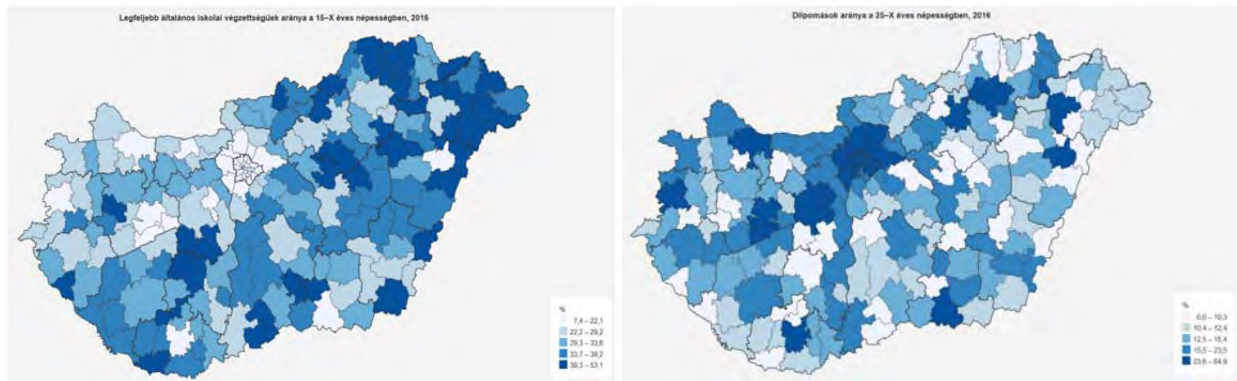 Legfeljebb általános iskolai végzettségűek aránya a 15–X éves népességben, 2016
%
7,4 – 22,1
22,2 – 29,2
29,3 – 33,6
33,7 – 39,2
39,3 – 53,1
Dilpomások aránya a 25–X éves népességben, 2016
%
6,0 – 10,3
10,4 – 12,4
12,5 – 15,4
15,5 – 23,5
23,6 – 64,9